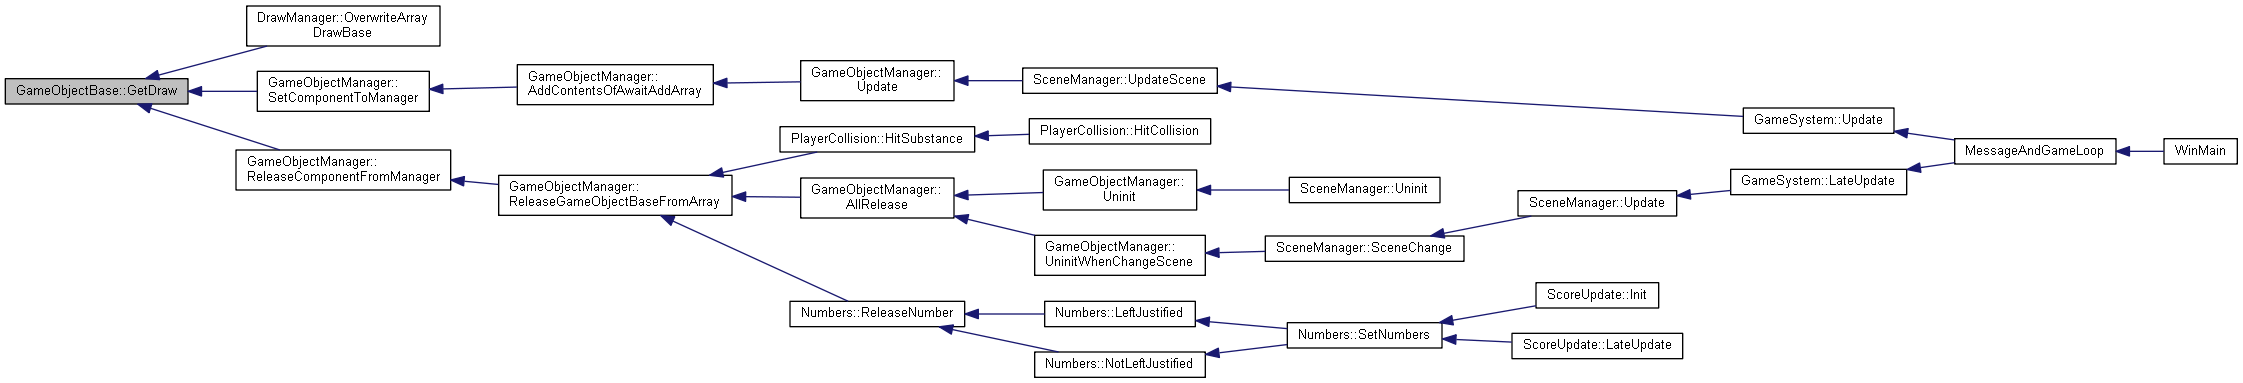 GameObjectBase::GetDraw
DrawManager::OverwriteArray
DrawBase
GameObjectManager::
SetComponentToManager
GameObjectManager::
ReleaseComponentFromManager
GameObjectManager::
AddContentsOfAwaitAddArray
GameObjectManager::
ReleaseGameObjectBaseFromArray
GameObjectManager::
Update
PlayerCollision::HitSubstance
GameObjectManager::
AllRelease
Numbers::ReleaseNumber
SceneManager::UpdateScene
PlayerCollision::HitCollision
GameObjectManager::
Uninit
GameObjectManager::
UninitWhenChangeScene
Numbers::LeftJustified
Numbers::NotLeftJustified
SceneManager::Uninit
SceneManager::SceneChange
Numbers::SetNumbers
SceneManager::Update
ScoreUpdate::Init
ScoreUpdate::LateUpdate
GameSystem::Update
GameSystem::LateUpdate
MessageAndGameLoop
WinMain